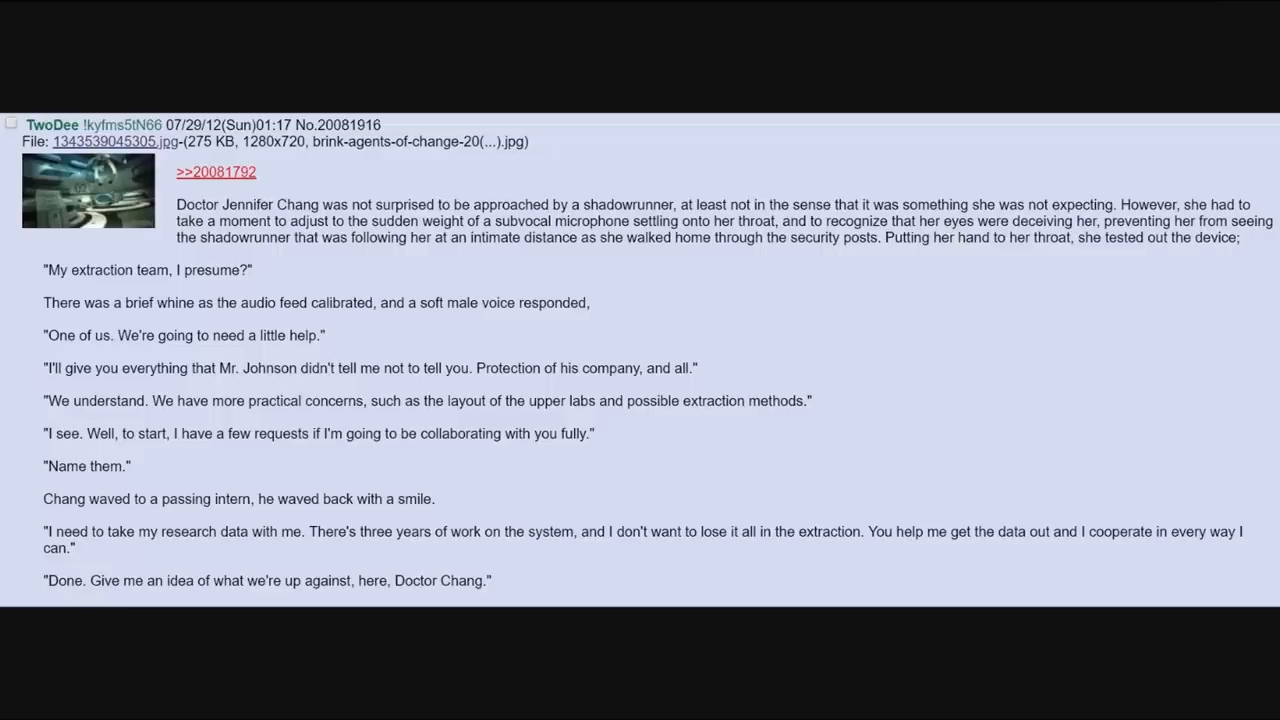 TwoDee !kyfms5tN66 07/29/12(Sun)01:17 No.20081916
File: 1343539045305.jpg-(275 KB, 1280x720, brink-agents-of-change-20(...).jpg)
>>20081792
Doctor Jennifer Chang was not surprised to be approached by a shadowrunner, at least not in the sense that it was something she was not expecting. However, she had to
take a moment to adjust to the sudden weight of a subvocal microphone settling onto her throat, and to recognize that her eyes were deceiving her, preventing her from seeing
the shadowrunner that was following her at an intimate distance as she walked home through the security posts. Putting her hand to her throat, she tested out the device;
"My extraction team, I presume?"
There was a brief whine as the audio feed calibrated, and a soft male voice responded,
"One of us. We're going to need a little help."
"I'll give you everything that Mr. Johnson didn't tell me not to tell you. Protection of his company, and all."
"We understand. We have more practical concerns, such as the layout of the upper labs and possible extraction methods."
"I see. Well, to start, I have a few requests if I'm going to be collaborating with you fully."
"Name them."
Chang waved to a passing intern, he waved back with a smile.
"I need to take my research data with me. There's three years of work on the system, and I don't want to lose it all in the extraction. You help me get the data out and I cooperate in every way I
can."
"Done. Give me an idea of what we're up against, here, Doctor Chang."